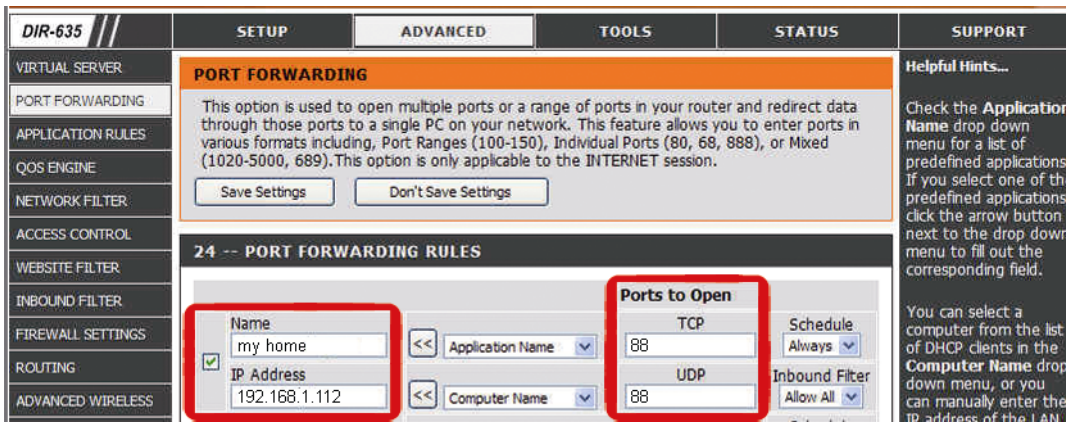 DIR-635
SETUP
ADVANCED
TOOLS
STATUS
SUPPORT
VIRTUAL SERVER
PORT FORWARDING
APPLICATION RULES
QOS ENGINE
NETWORK FILTER
ACCESS CONTROL
WEBSITE FILTER
INBOUND FILTER
FIREWALL SETTINGS
ROUTING
ADVANCED WIRELESS
PORT FORWARDING
This option is used to open multiple ports or a range of ports in your router and redirect data
through those ports to a single PC on your network. This feature allows you to enter ports in
various formats including, Port Ranges (100-150), Individual Ports (80, 68, 888), or Mixed
(1020-5000, 689).This option is only applicable to the INTERNET session.
Save Settings
Don't Save Settings
24 -- PORT FORWARDING RULES
Ports to Open
Name
TCP
Schedule
my home
<<
Application Name
88
Always
IP Address
UDP
Inbound Filter
192.168.1.112
<<
Computer Name
88
Allow All
Helpful Hints...
Check the Application
Name drop down
menu for a list of
predefined applications
If you select one of the
predefined applications
click the arrow button
next to the drop down
menu to fill out the
corresponding field.
You can select a
computer from the list
of DHCP clients in the
Computer Name drop
down menu, or you
can manually enter the
IP address of the LAN